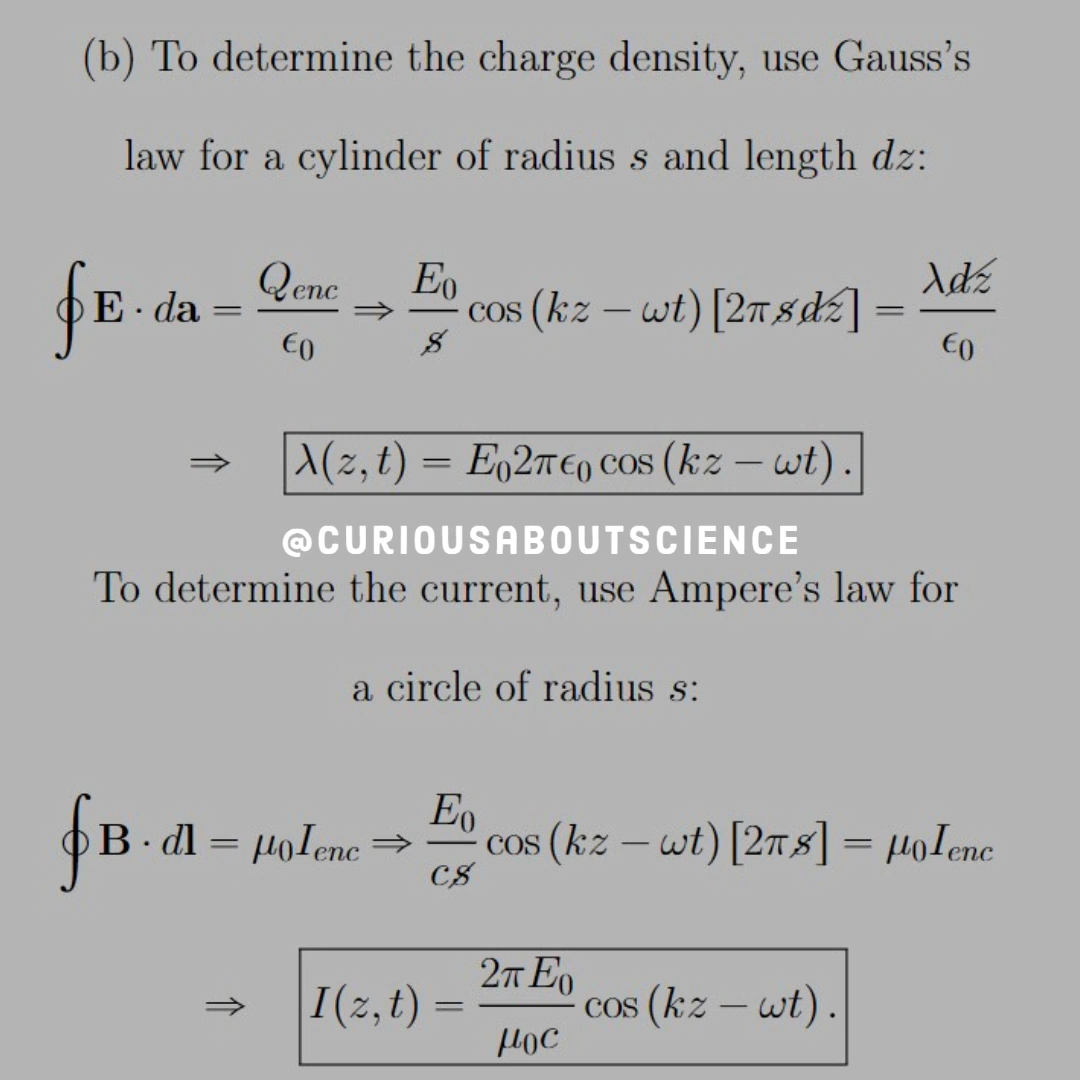 (b) To determine the charge density, use Gauss's
law for a cylinder of radius s and length dz:
∮ E · da = Q_enc/ϵ₀ ⇒ E₀/s cos (kz − ωt) [2πsdz] = λdz/ϵ₀
⇒ λ(z, t) = E₀2πϵ₀ cos (kz − ωt) .
@CURIOUSABOUTSCIENCE
To determine the current, use Ampere's law for
a circle of radius s:
∮ B · dl = μ₀I_enc ⇒ E₀/cs cos (kz − ωt) [2πs] = μ₀I_enc
⇒ I(z, t) = 2πE₀/μ₀c cos (kz − ωt) .